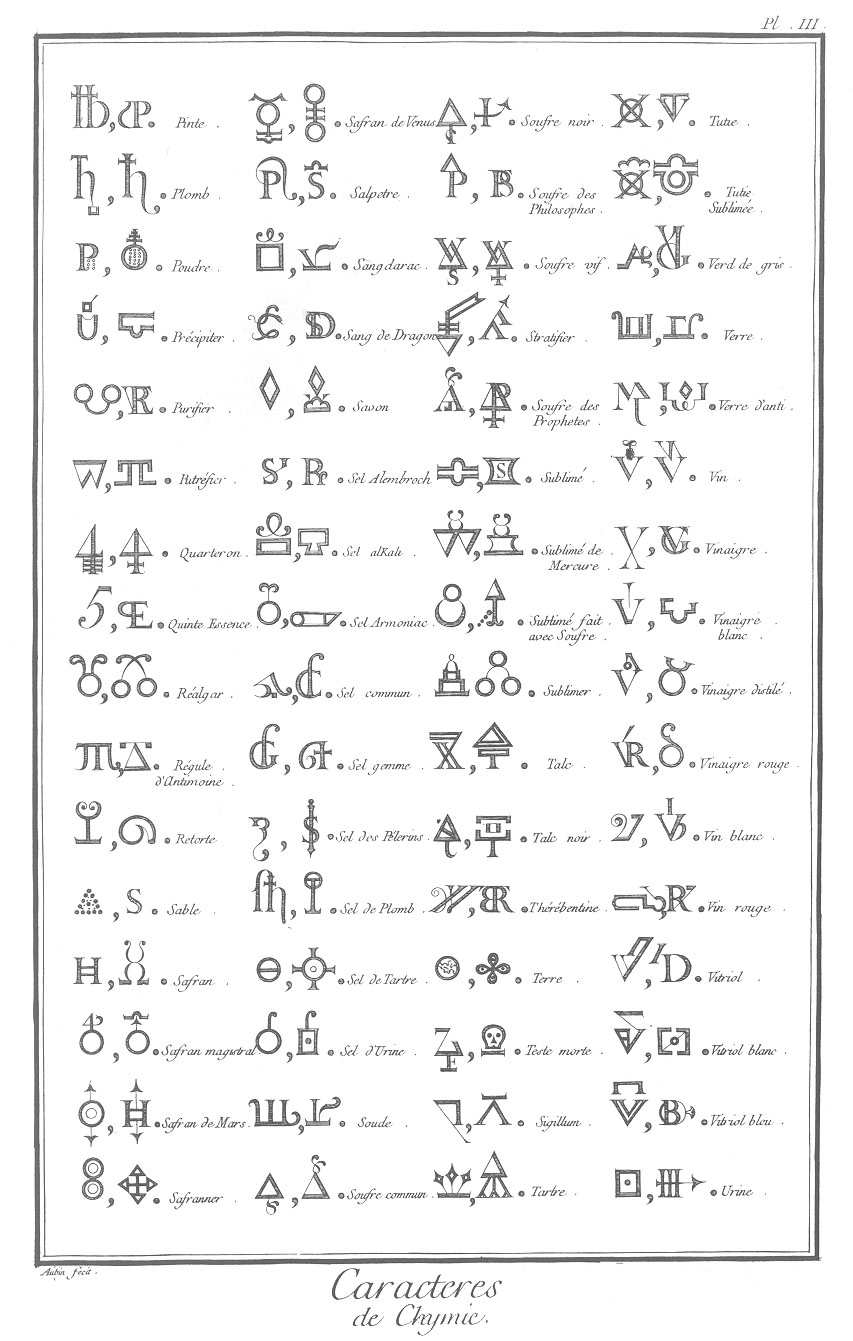 Pl. III.
Pinte.
Plomb.
Poudre.
Précipiter.
Purifier.
Putréfier.
Quarteron.
Quinte Essence.
Réalgar.
Regule
d'Antimoine.
Retorte
Sable.
Safran.
Safran magistral
Safran de Mars.
Safranner.
Safran de Venus
Salpetre.
Sangdarac.
Sang de Dragon
Savon
Sel Alembroch
Sel alKali.
Sel Armoniac.
Sel commun.
Sel gemme.
Sel des Pélerins.
Sel de Plomb.
Sel de Tartre.
Sel d'Urine.
Soude.
Soufre commun.
Soufre noir.
Soufre des
Philosophes.
Soufre vif.
Stratifier.
Soufre des
Prophetes.
Sublimé.
Sublimé de
Mercure.
Sublimé fait
avec Soufre.
Sublimer.
Talc.
Talc noir.
Thérébentine.
Terre.
Teste morte.
Sigillum.
Tartre.
Tutie.
Tutie
Sublimée.
Verd de gris.
Verre.
Verre d'anti.
Vin.
Vinaigre.
Vinaigre
blanc.
Vinaigre distilé.
Vinaigre rouge.
Vin blanc.
Vin rouge.
Vitriol.
Vitriol blanc.
Vitriol bleu.
Urine.
Aubin fecit.
Caracteres
de Chymie.